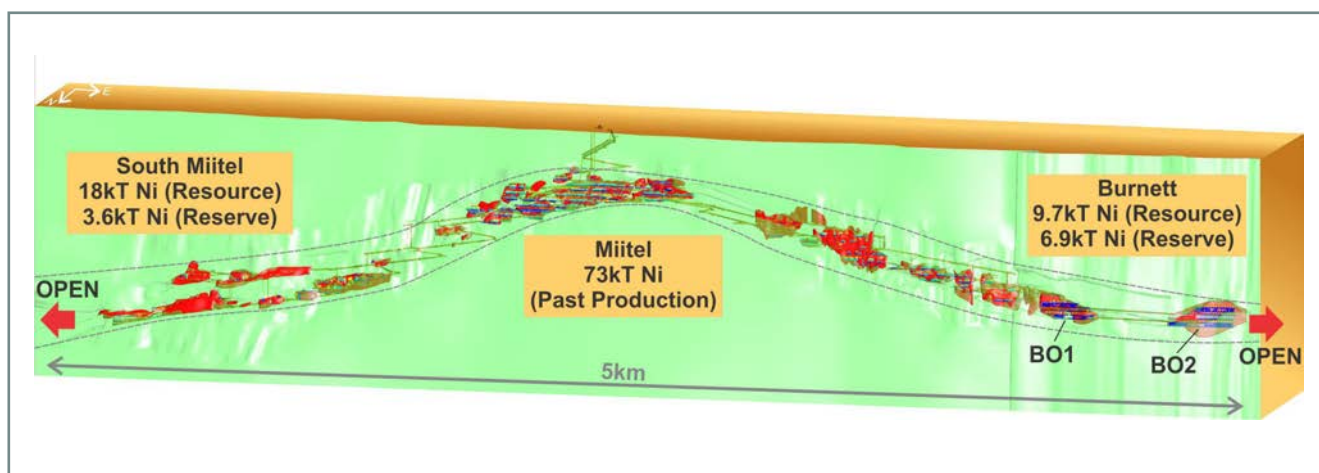 N E
South Miitel
18kT Ni (Resource)
3.6kT Ni (Reserve)
Miitel
73kT Ni
(Past Production)
Burnett
9.7kT Ni (Resource)
6.9kT Ni (Reserve)
OPEN
BO1
BO2
OPEN
5km